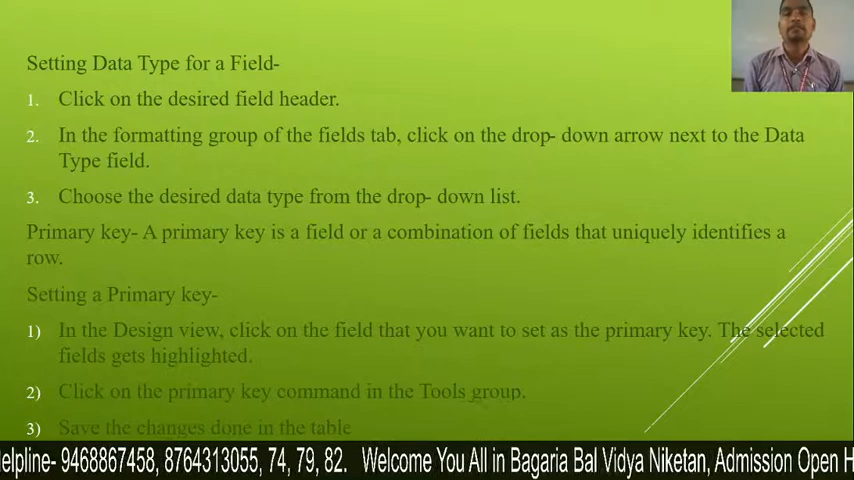 Setting Data Type for a Field-
1. Click on the desired field header.
2. In the formatting group of the fields tab, click on the drop- down arrow next to the Data
Type field.
3. Choose the desired data type from the drop- down list.
Primary key- A primary key is a field or a combination of fields that uniquely identifies a
row.
Setting a Primary key-
1) In the Design view, click on the field that you want to set as the primary key. The selected
fields gets highlighted.
2) Click on the primary key command in the Tools group.
3) Save the changes done in the table
elpline- 9468867458, 8764313055, 74, 79, 82. Welcome You All in Bagaria Bal Vidya Niketan, Admission Open H